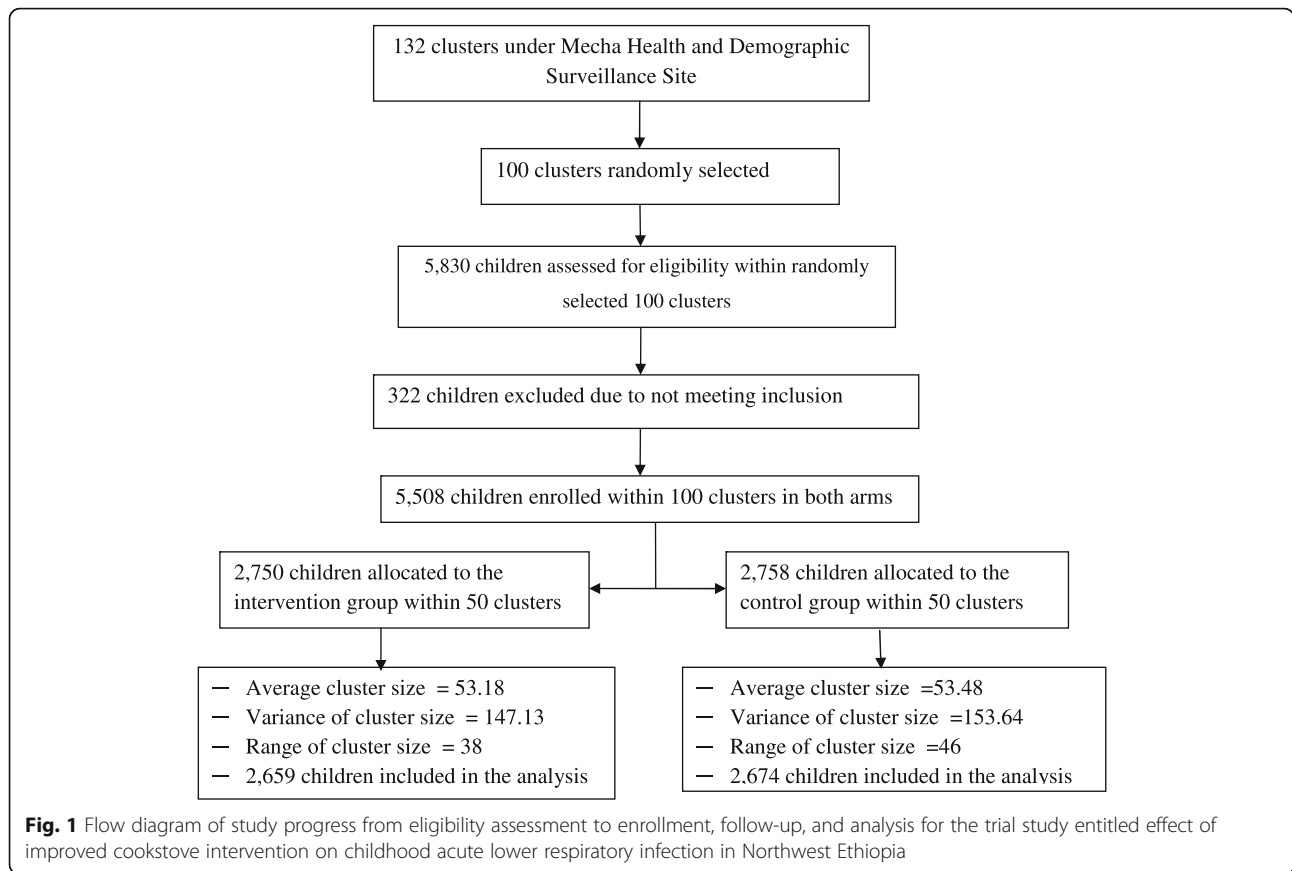 132 clusters under Mecha Health and Demographic
Surveillance Site
100 clusters randomly selected
5,830 children assessed for eligibility within randomly
selected 100 clusters
322 children excluded due to not meeting inclusion
5,508 children enrolled within 100 clusters in both arms
2,750 children allocated to the
intervention group within 50 clusters
2,758 children allocated to the
control group within 50 clusters
— Average cluster size = 53.18
— Variance of cluster size = 147.13
— Range of cluster size = 38
— 2,659 children included in the analysis
— Average cluster size =53.48
— Variance of cluster size =153.64
— Range of cluster size =46
— 2,674 children included in the analysis
Fig. 1 Flow diagram of study progress from eligibility assessment to enrollment, follow-up, and analysis for the trial study entitled effect of
improved cookstove intervention on childhood acute lower respiratory infection in Northwest Ethiopia